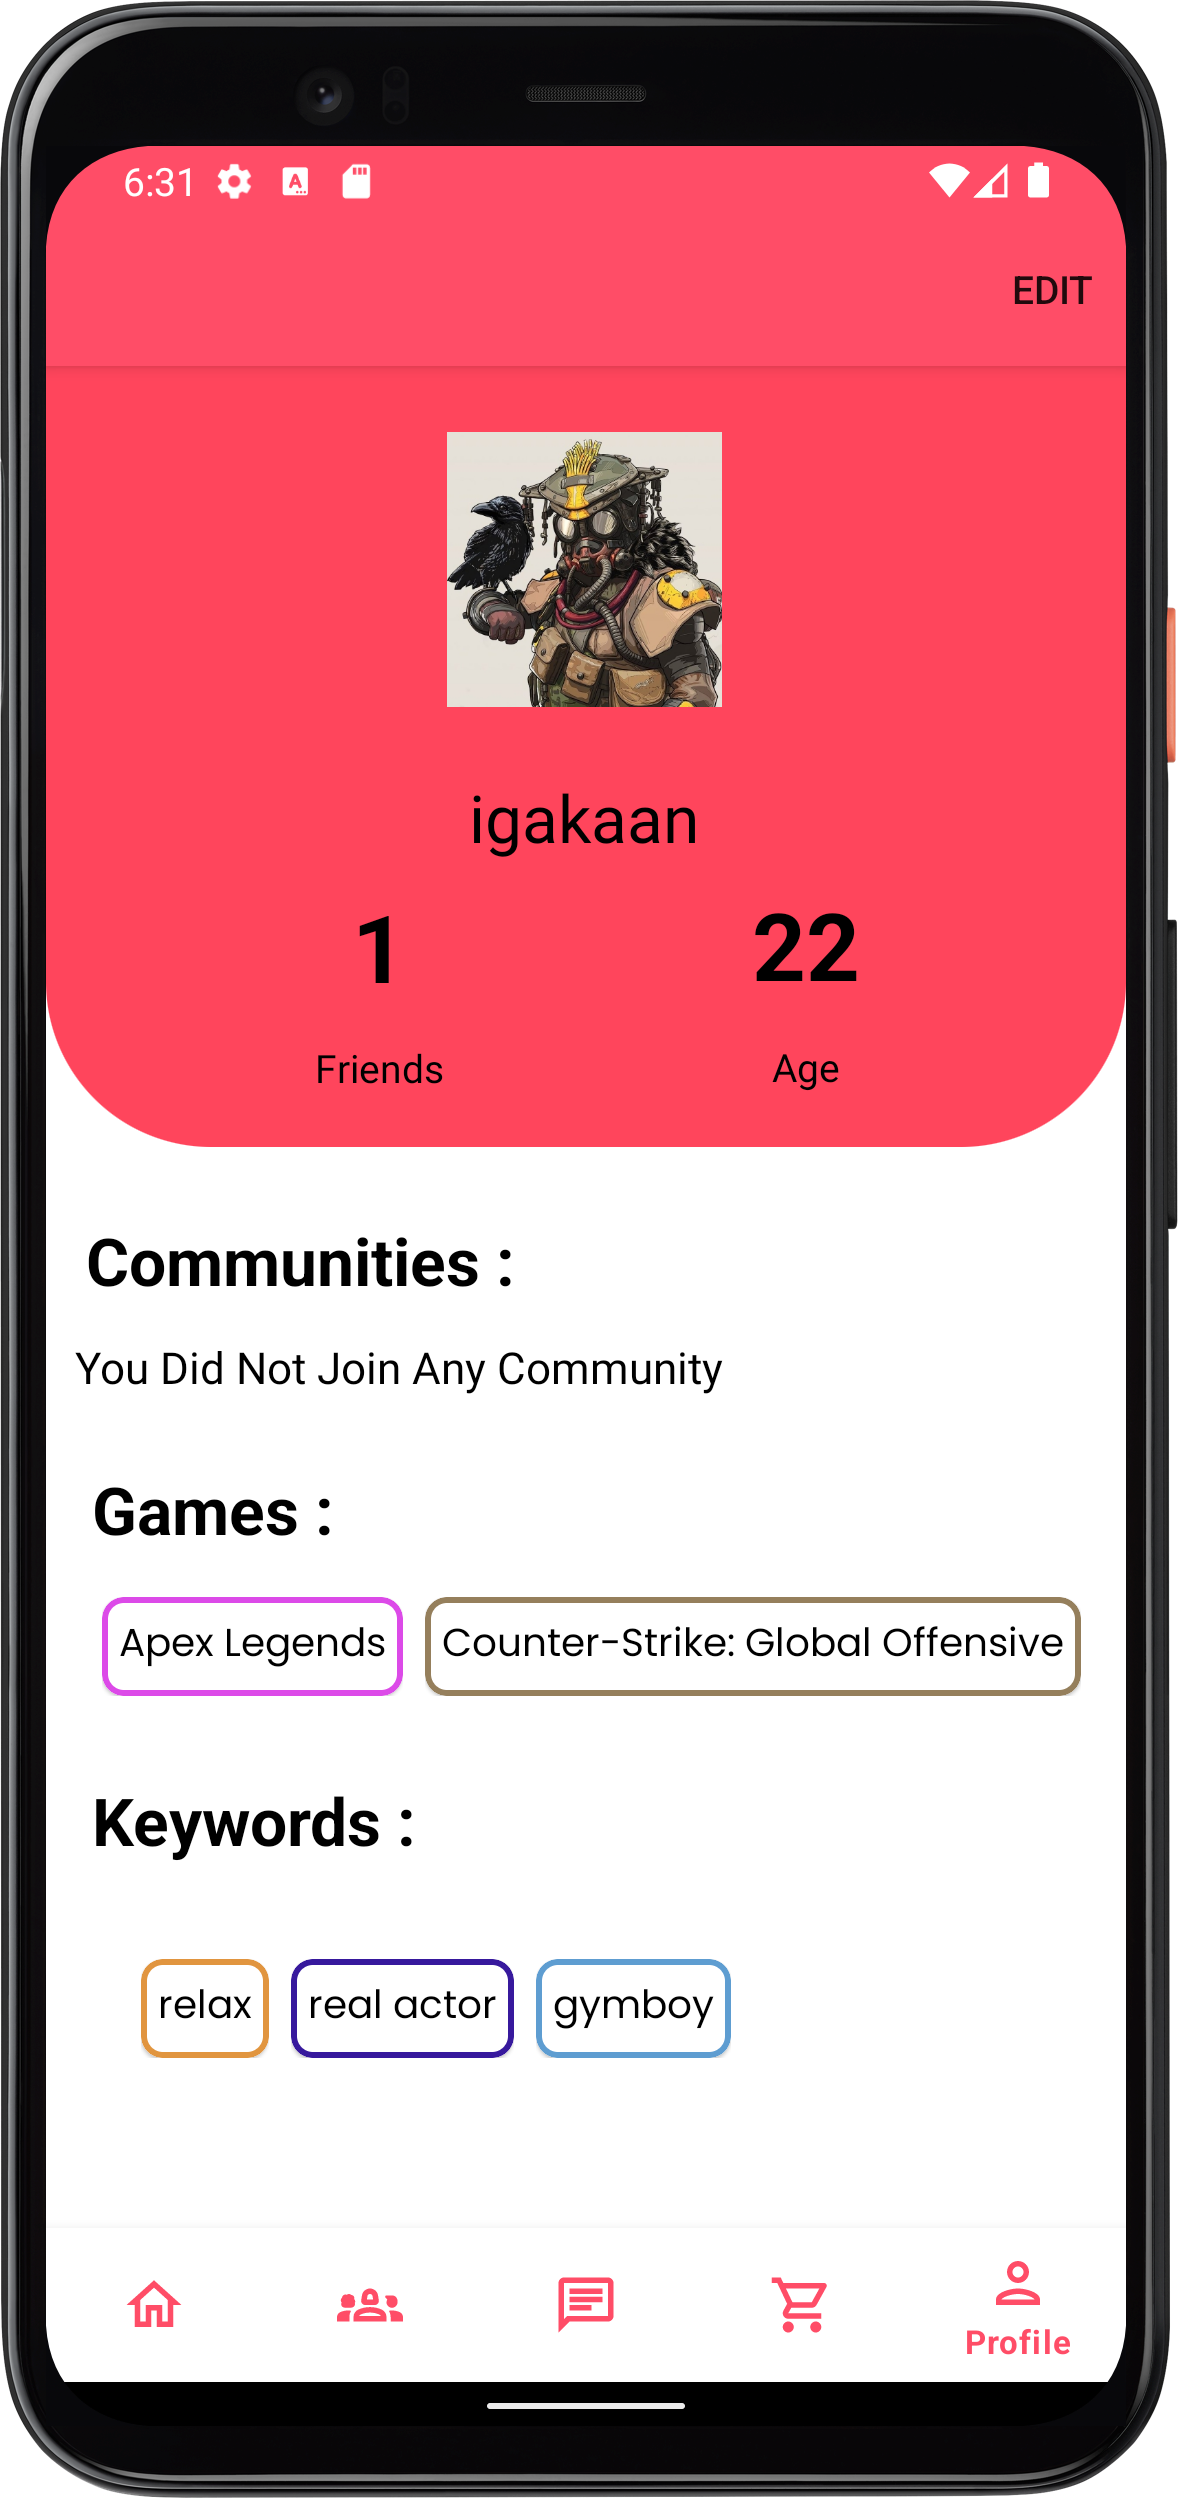 6:31
EDIT
igakaan
1 22
Friends Age
Communities :
You Did Not Join Any Community
Games :
Apex Legends Counter-Strike: Global Offensive
Keywords :
relax real actor gymboy
Profile